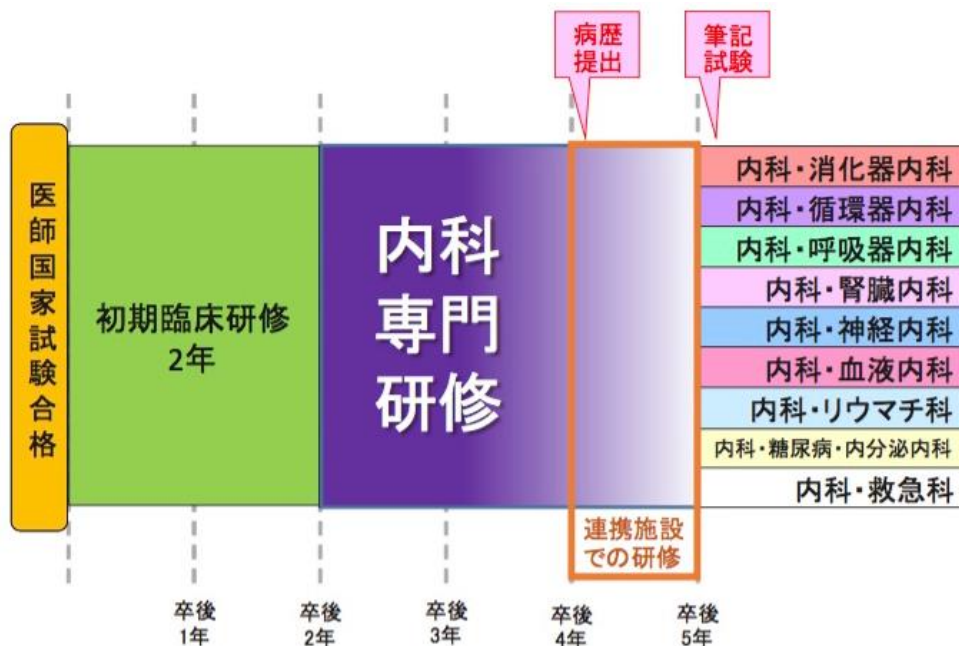 病歴
提出
筆記
試験
医師国家試験合格
初期臨床研修
2年
内科
専門
研修
内科・消化器内科
内科・循環器内科
内科・呼吸器内科
内科・腎臓内科
内科・神経内科
内科・血液内科
内科・リウマチ科
内科・糖尿病・内分泌内科
内科・救急科
連携施設
での研修
卒後
1年
卒後
2年
卒後
3年
卒後
4年
卒後
5年